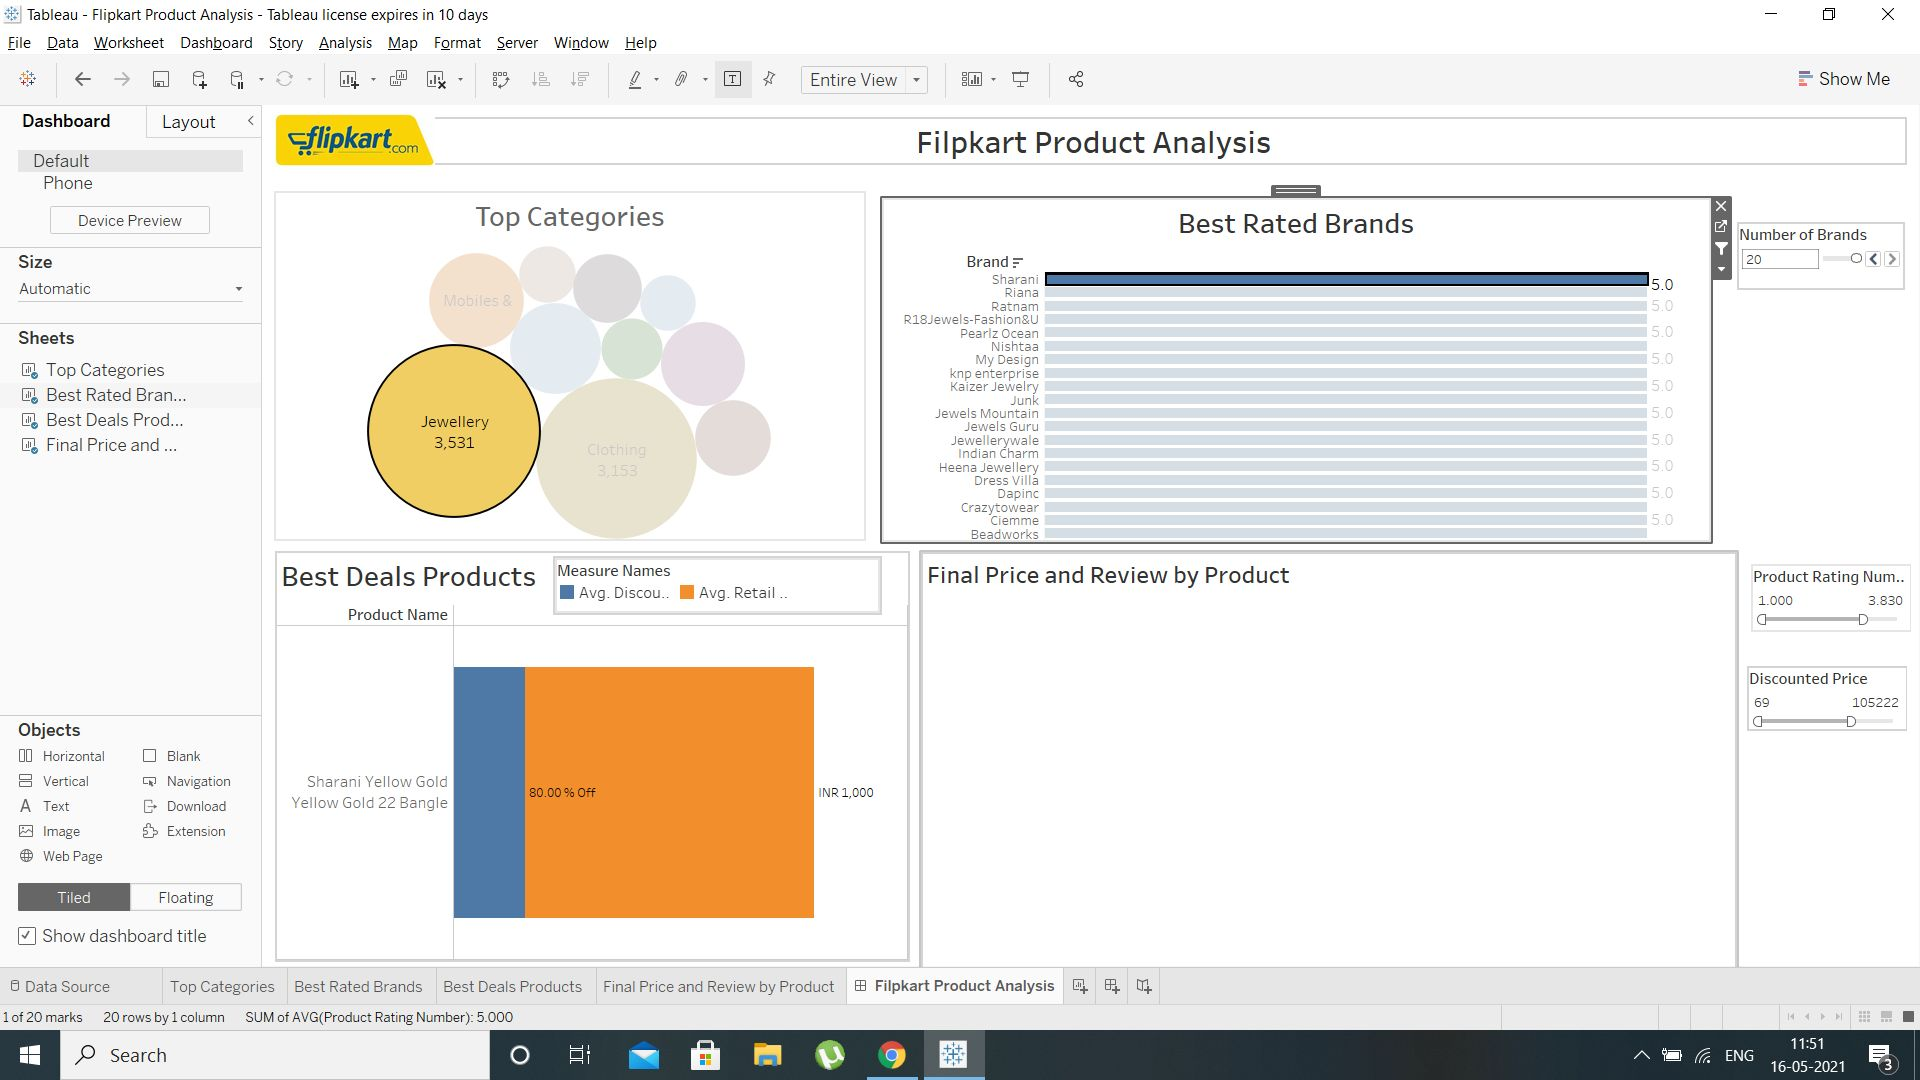 Tableau - Flipkart Product Analysis - Tableau license expires in 10 days
File Data Worksheet Dashboard Story Analysis Map Format Server Window Help
Entire View
Show Me
Dashboard
Layout
Default
Phone
Device Preview
Size
Automatic
Sheets
Top Categories
Best Rated Bran...
Best Deals Prod...
Final Price and ...
Objects
Horizontal
Blank
Vertical
Navigation
Text
Download
Image
Extension
Web Page
Tiled
Floating
Show dashboard title
flipkart.com
Filpkart Product Analysis
Top Categories
Mobiles &
Jewellery
3,531
Clothing
3,153
Best Rated Brands
Brand
Sharani
5.0
Riana
Ratnam
5.0
R18Jewels-Fashion&U
Pearlz Ocean
5.0
Nishtaa
My Design
5.0
knp enterprise
Kaizer Jewelry
5.0
Junk
Jewels Mountain
5.0
Jewels Guru
Jewellerywale
5.0
Indian Charm
Heena Jewellery
5.0
Dress Villa
Dapinc
5.0
Crazytowear
Ciemme
5.0
Beadworks
Number of Brands
20
Best Deals Products
Measure Names
Avg. Discou..
Avg. Retail ..
Product Name
Sharani Yellow Gold
Yellow Gold 22 Bangle
80.00 % Off
INR 1,000
Final Price and Review by Product
Product Rating Num..
1.000
3.830
Discounted Price
69
105222
Data Source
Top Categories
Best Rated Brands
Best Deals Products
Final Price and Review by Product
Filpkart Product Analysis
1 of 20 marks
20 rows by 1 column
SUM of AVG(Product Rating Number): 5.000
Search
ENG
11:51
16-05-2021
3